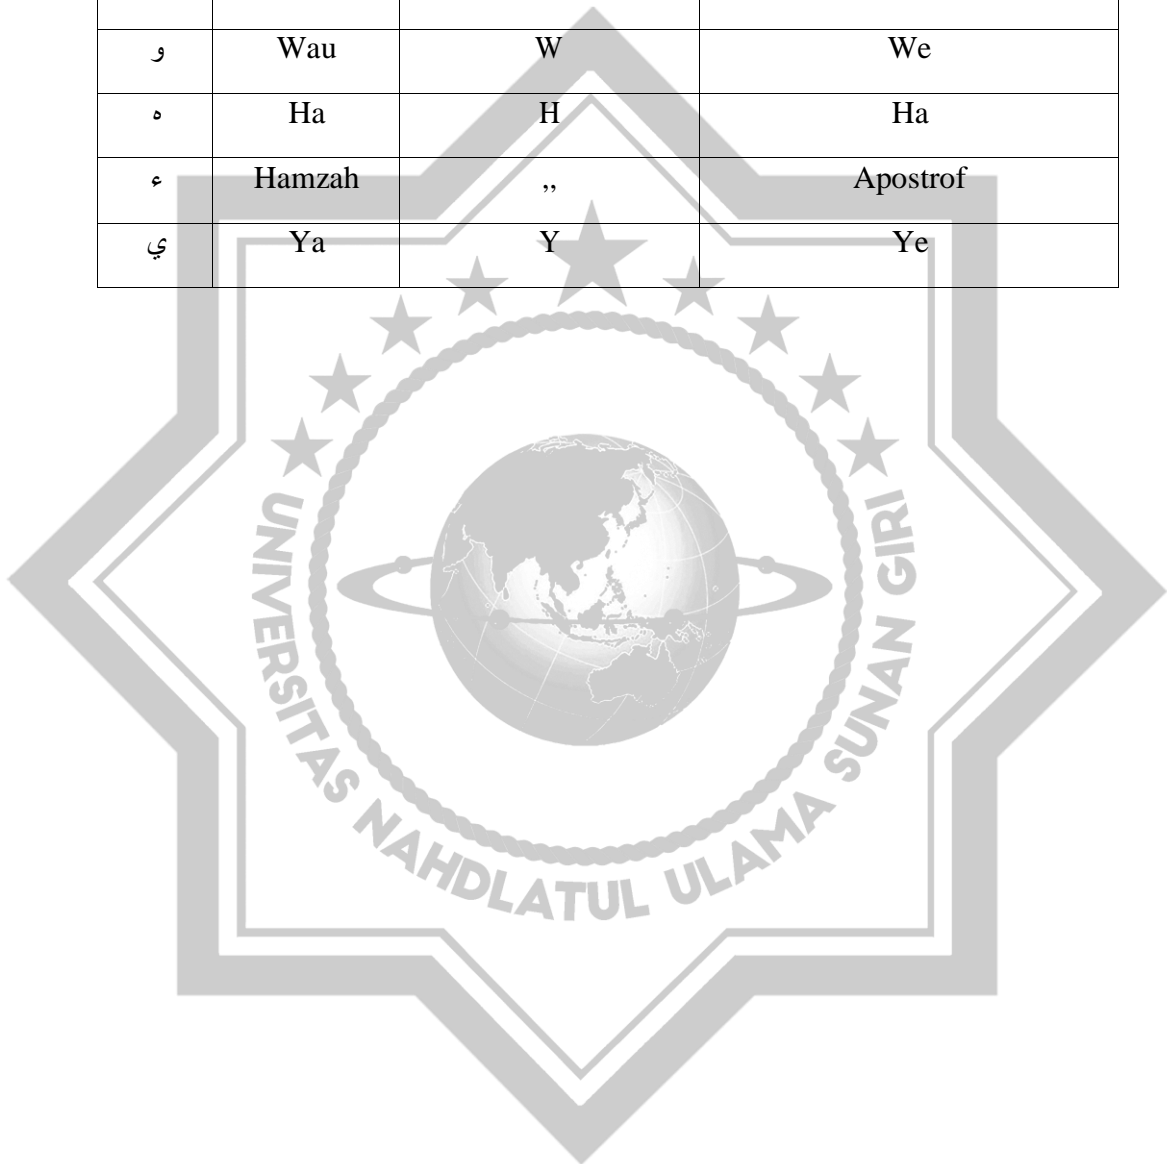 و Wau W We
ه Ha H Ha
ء Hamzah ,, Apostrof
ي Ya Y Ye
UNIVERSITAS NAHDLATUL ULAMA SUNAN GIRI